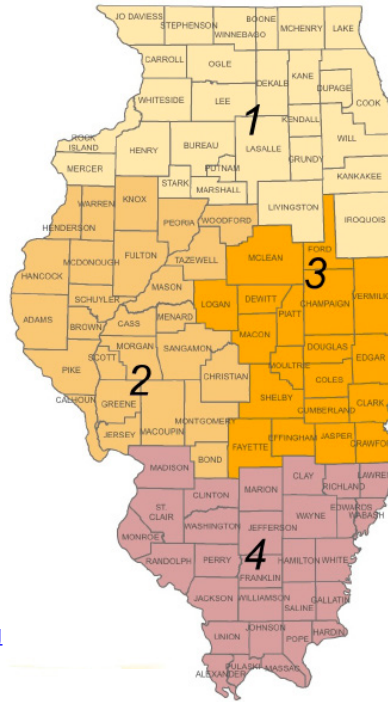 JO DAVIESS
STEPHENSON
WINNEBAGO
BOONE
MCHENRY
LAKE
CARROLL
OGLE
DEKALB
KANE
DUPAGE
COOK
WHITESIDE
LEE
1
KENDALL
WILL
ROCK
ISLAND
HENRY
BUREAU
LASALLE
GRUNDY
PUTNAM
MERCER
STARK
MARSHALL
KANKAKEE
LIVINGSTON
IROQUOIS
WARREN
KNOX
PEORIA
WOODFORD
HENDERSON
FULTON
TAZEWELL
MCLEAN
FORD
3
HANCOCK
MCDONOUGH
MASON
LOGAN
DEWITT
PIATT
CHAMPAIGN
VERMILI
SCHUYLER
ADAMS
BROWN
CASS
MENARD
MACON
DOUGLAS
EDGAR
MORGAN
SANGAMON
MOULTRIE
SCOTT
PIKE
2
CHRISTIAN
COLES
SHELBY
CLARK
CALHOUN
GREENE
MACOUPIN
MONTGOMERY
CUMBERLAND
JERSEY
FAYETTE
EFFINGHAM
JASPER
CRAWFO
BOND
MADISON
CLAY
RICHLAND
LAWRE
CLINTON
MARION
ST.
CLAIR
WAYNE
EDWARDS
WABASH
WASHINGTON
JEFFERSON
MONROE
RANDOLPH
PERRY
4
HAMILTON
WHITE
FRANKLIN
JACKSON
WILLIAMSON
SALINE
GALLATIN
UNION
JOHNSON
POPE
HARDIN
ALEXANDER
PULASKI
MASSAC